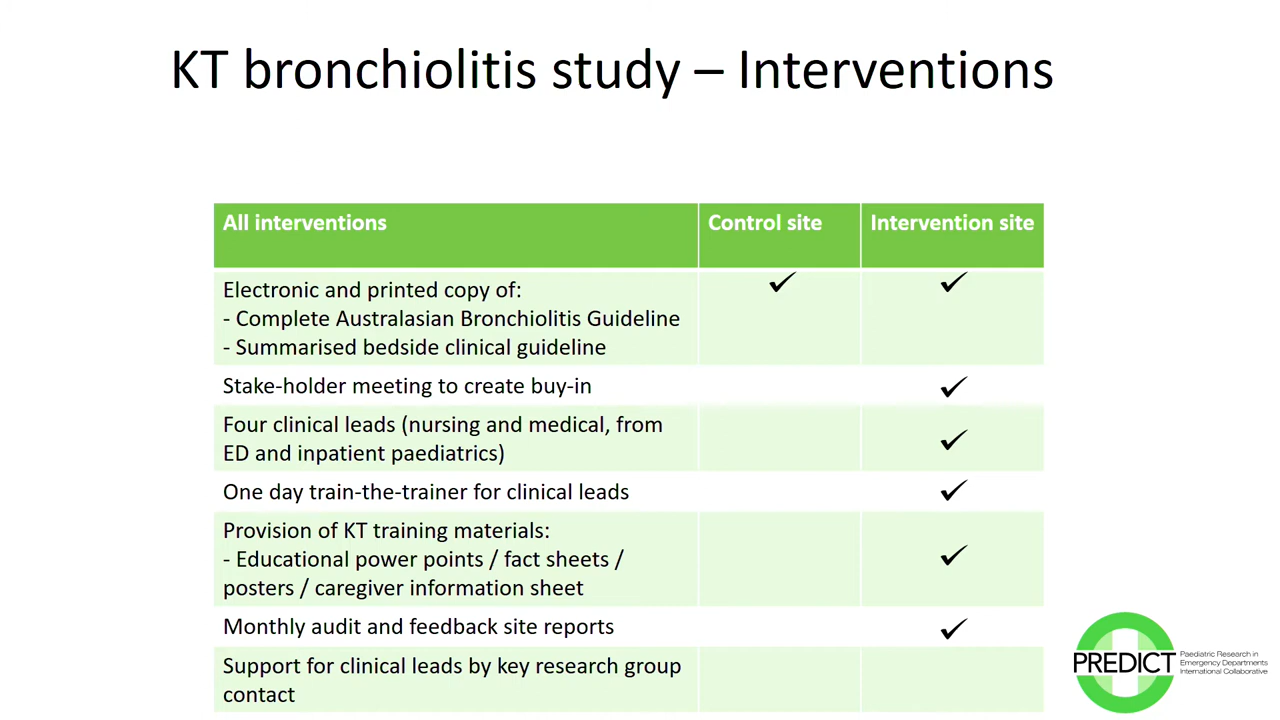 KT bronchiolitis study – Interventions
All interventions
Control site
Intervention site
Electronic and printed copy of:
- Complete Australasian Bronchiolitis Guideline
- Summarised bedside clinical guideline
Stake-holder meeting to create buy-in
Four clinical leads (nursing and medical, from
ED and inpatient paediatrics)
One day train-the-trainer for clinical leads
Provision of KT training materials:
- Educational power points / fact sheets /
posters / caregiver information sheet
Monthly audit and feedback site reports
Support for clinical leads by key research group
contact
PREDICT
Paediatric Research in
Emergency Departments
International Collaborative